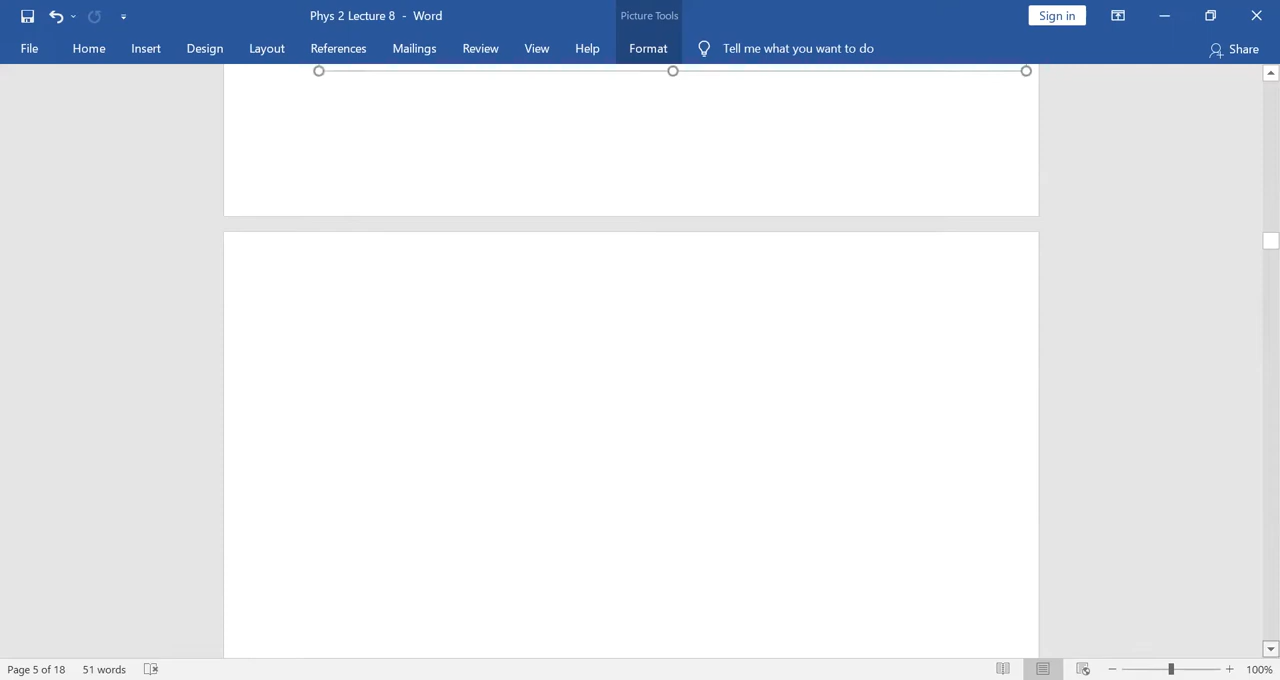 Phys 2 Lecture 8 - Word
Picture Tools
Sign in
File Home Insert Design Layout References Mailings Review View Help Format Tell me what you want to do Share
Page 5 of 18 51 words 100%